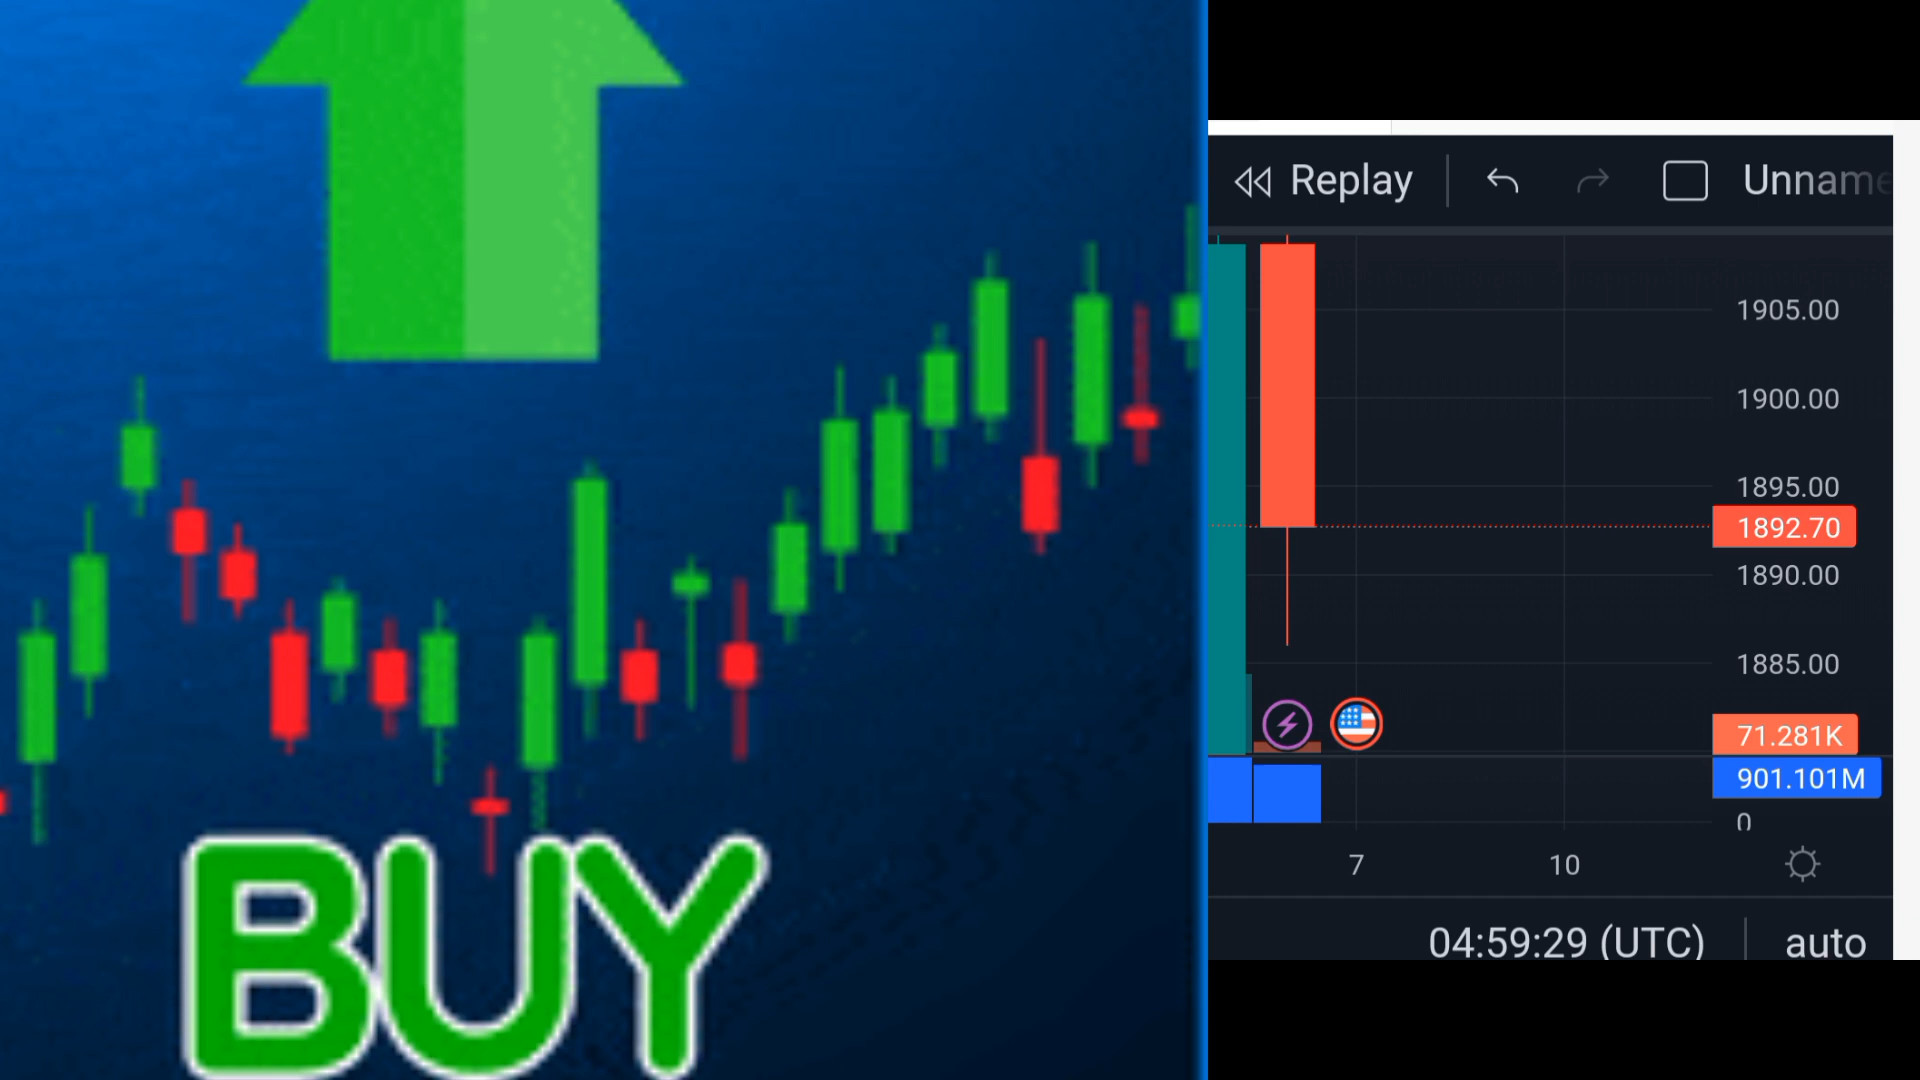 BUY
Replay
Unname
1905.00
1900.00
1895.00
1892.70
1890.00
1885.00
71.281K
901.101M
0
7 10
04:59:29 (UTC) auto